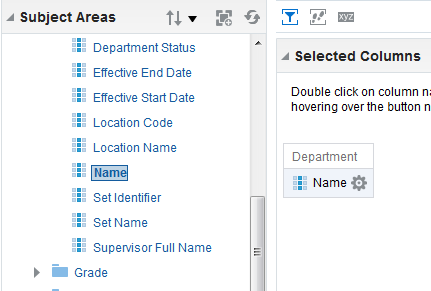 Subject Areas
Department Status
Effective End Date
Effective Start Date
Location Code
Location Name
Name
Set Identifier
Set Name
Supervisor Full Name
Grade
xyz
Selected Columns
Double click on column na
hovering over the button n
Department
Name